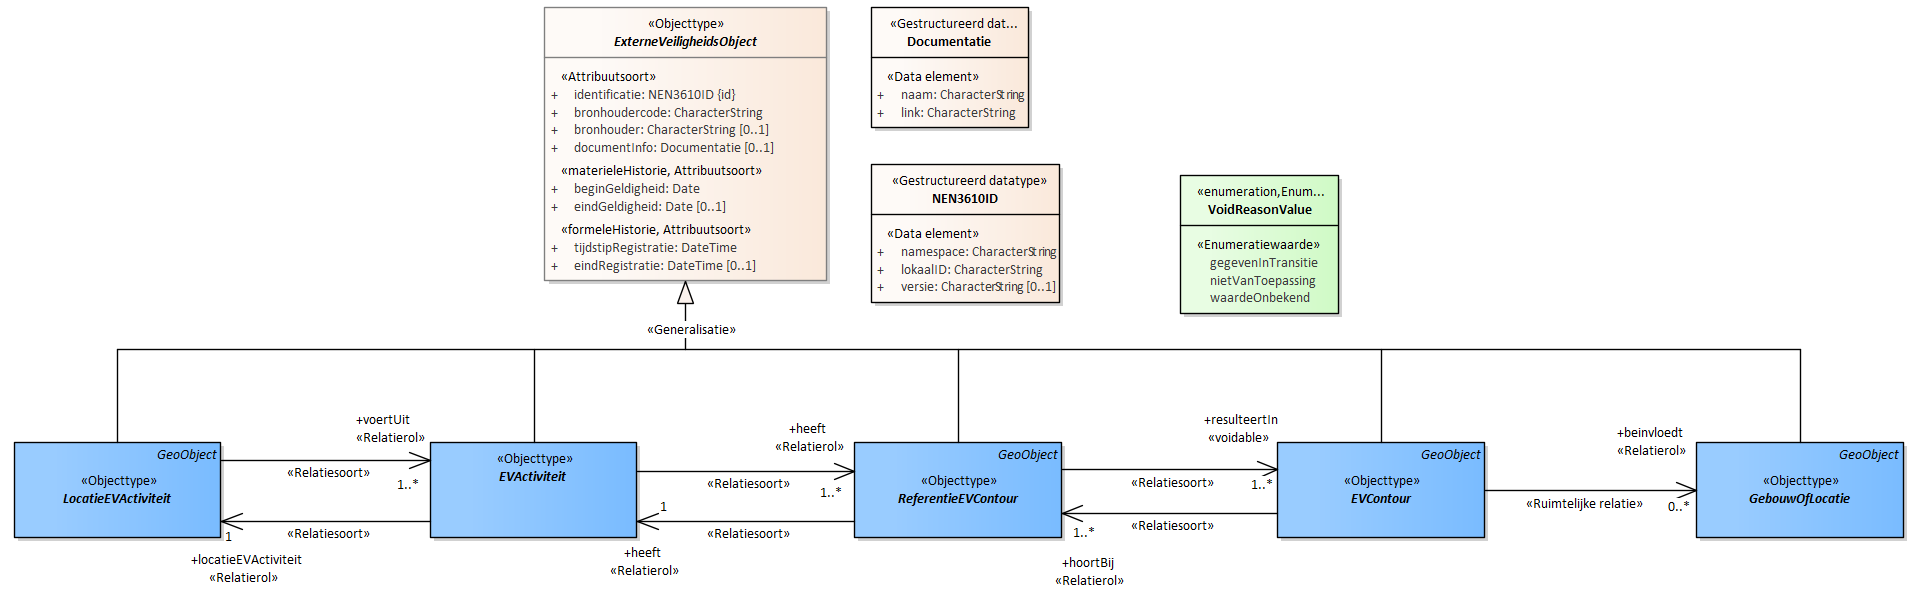 «Objecttype»
ExterneVeiligheidsObject
«Attribuutsoort»
+ identificatie: NEN3610ID {id}
+ bronhoudercode: CharacterString
+ bronhouder: CharacterString [0..1]
+ documentInfo: Documentatie [0..1]
«materieleHistorie, Attribuutsoort»
+ beginGeldigheid: Date
+ eindGeldigheid: Date [0..1]
«formeleHistorie, Attribuutsoort»
+ tijdstipRegistratie: DateTime
+ eindRegistratie: DateTime [0..1]
«Gestructureerd dat...
Documentatie
«Data element»
+ naam: CharacterString
+ link: CharacterString
«Gestructureerd datatype»
NEN3610ID
«Data element»
+ namespace: CharacterString
+ lokaalID: CharacterString
+ versie: CharacterString [0..1]
«enumeration,Enum...
VoidReasonValue
«Enumeratiewaarde»
gegevenInTransitie
nietVanToepassing
waardeOnbekend
«Generalisatie»
GeoObject
«Objecttype»
LocatieEVActiviteit
+voertUit
«Relatierol»
«Relatiesoort»
1..*
«Relatiesoort»
1
+locatieEVActiviteit
«Relatierol»
«Objecttype»
EVActiviteit
+heeft
«Relatierol»
«Relatiesoort»
1..*
1
«Relatiesoort»
+heeft
«Relatierol»
GeoObject
«Objecttype»
ReferentieEVContour
+resulteertIn
«voidable»
«Relatiesoort»
1..*
«Relatiesoort»
1..*
+hoortBij
«Relatierol»
GeoObject
«Objecttype»
EVContour
+beinvloedt
«Relatierol»
«Ruimtelijke relatie»
0..*
GeoObject
«Objecttype»
GebouwOfLocatie